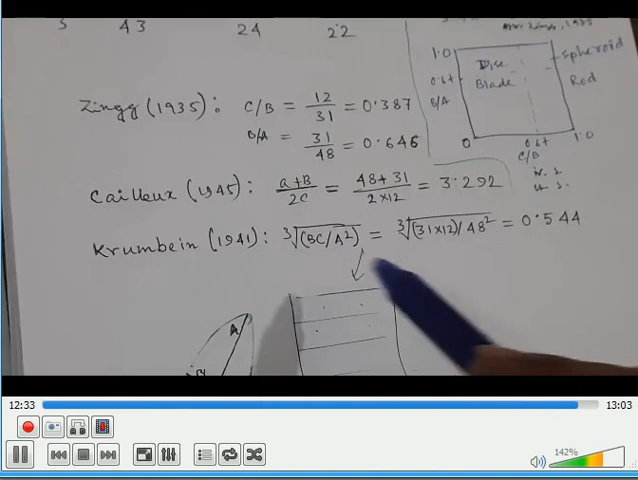 43 24 22
1.0
Disc
Spheroid
0.67
Blade
Rod
B/A
0
0.67
1.0
C/B
Zingg (1935): C/B = 12/31 = 0.387
B/A = 31/48 = 0.646
Cailleux (1945): a+B/2C = 48+31/2×12 = 3.292
Krumbein (1941): ∛(BC/A²) = ∛(31×12)/48² = 0.544
A
12:33
13:03
142%